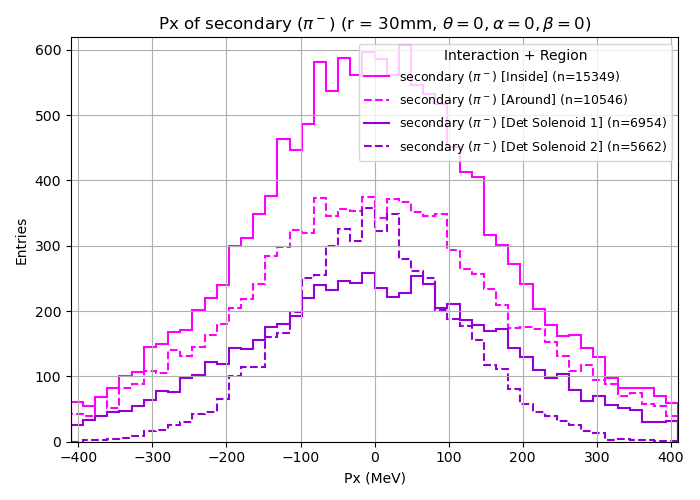 Px of secondary (π⁻) (r = 30mm, θ = 0, α = 0, β = 0)
Interaction + Region
secondary (π⁻) [Inside] (n=15349)
secondary (π⁻) [Around] (n=10546)
secondary (π⁻) [Det Solenoid 1] (n=6954)
secondary (π⁻) [Det Solenoid 2] (n=5662)
Entries
600
500
400
300
200
100
0
−400 −300 −200 −100 0 100 200 300 400
Px (MeV)